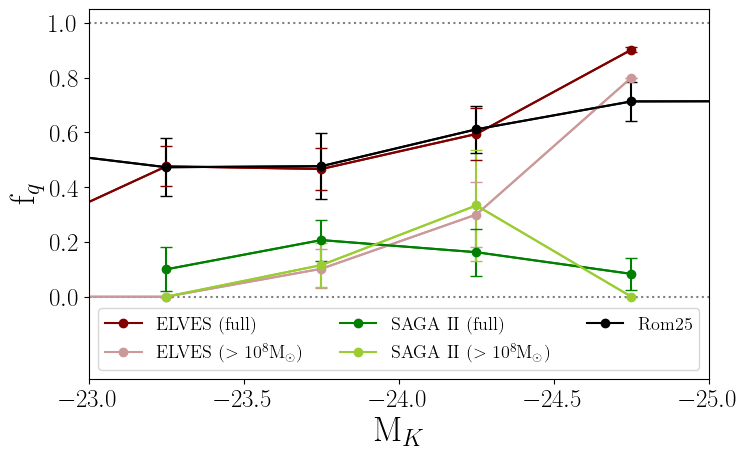 1.0
0.8
0.6
0.4
0.2
0.0
f_q
ELVES (full)
ELVES (> 10^8M_☉)
SAGA II (full)
SAGA II (> 10^8M_☉)
Rom25
−23.0 −23.5 −24.0 −24.5 −25.0
M_K